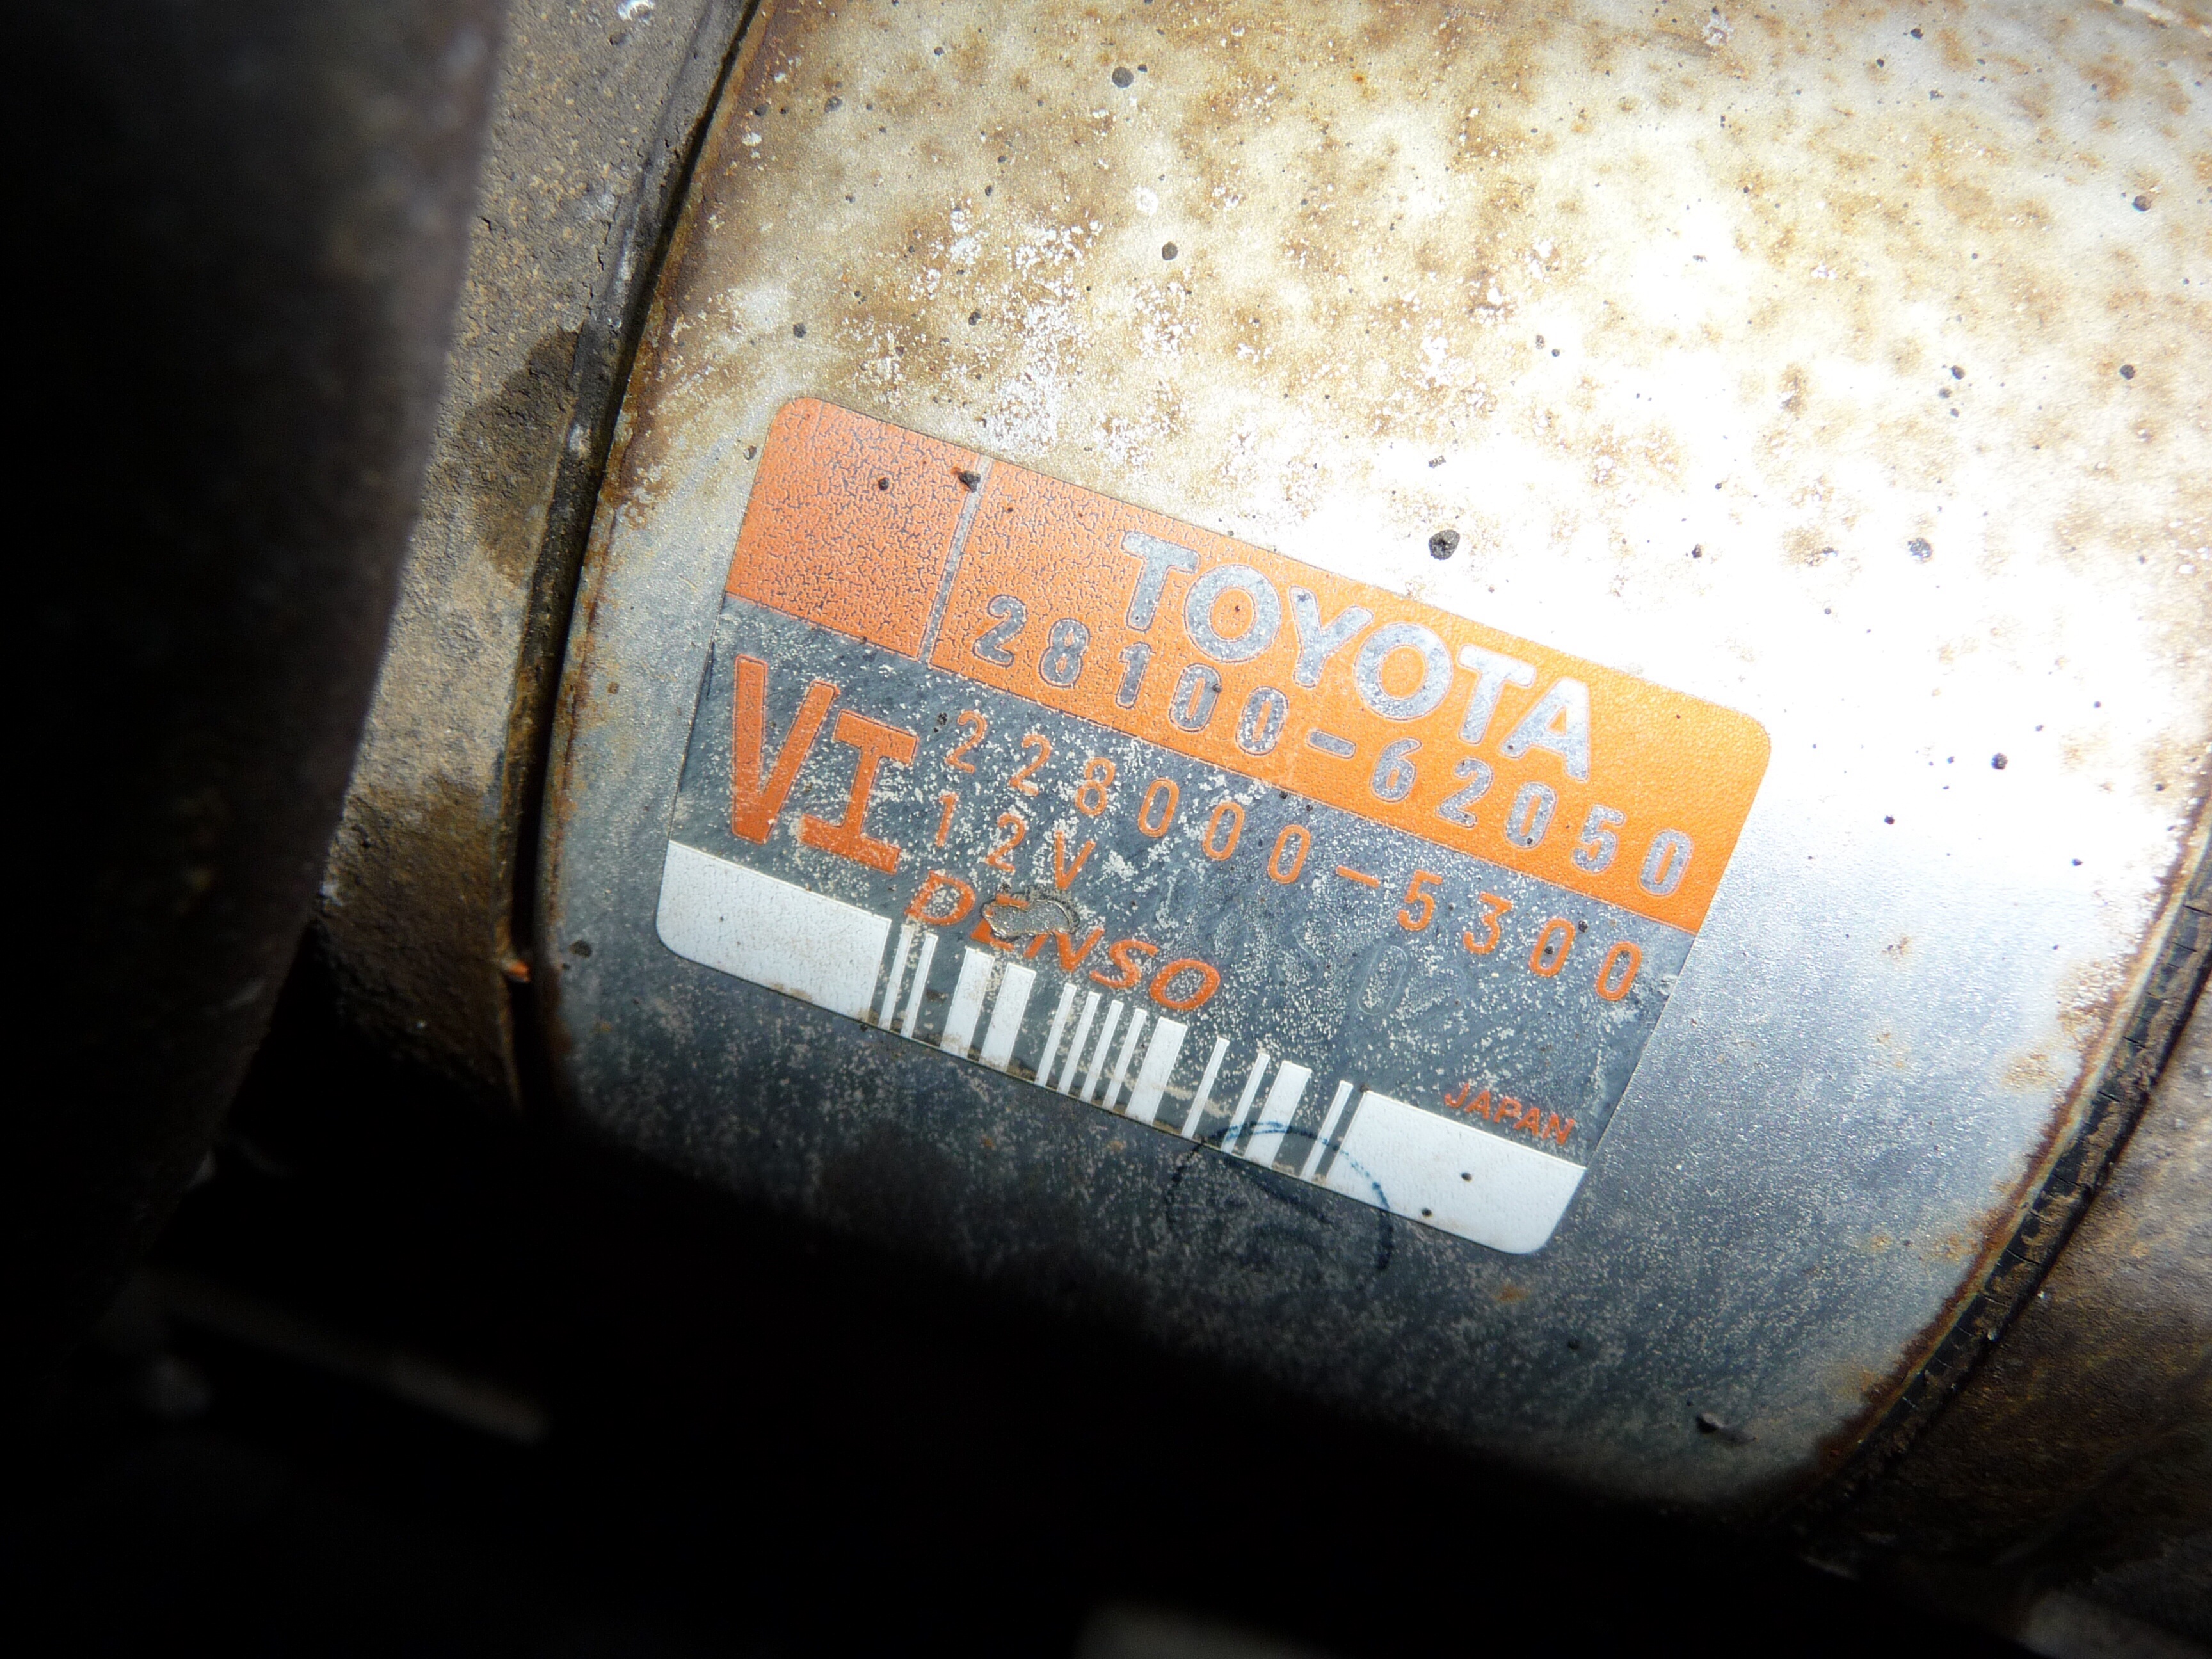 TOYOTA
28100-62050
VI
228000-5300
12V
DENSO
JAPAN